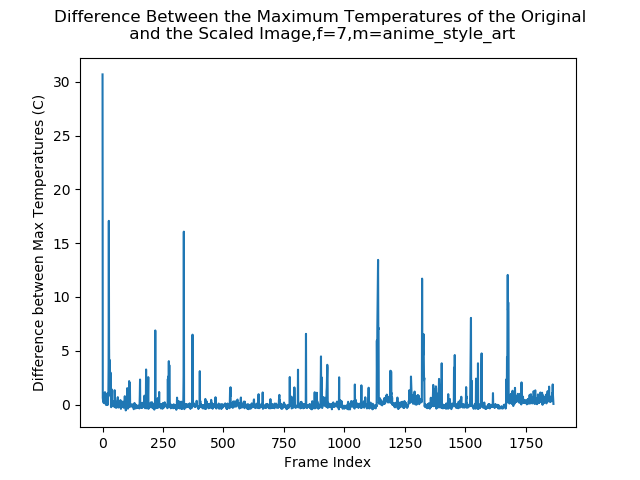 Difference Between the Maximum Temperatures of the Original
and the Scaled Image,f=7,m=anime_style_art
Difference between Max Temperatures (C)
30
25
20
15
10
5
0
0 250 500 750 1000 1250 1500 1750
Frame Index